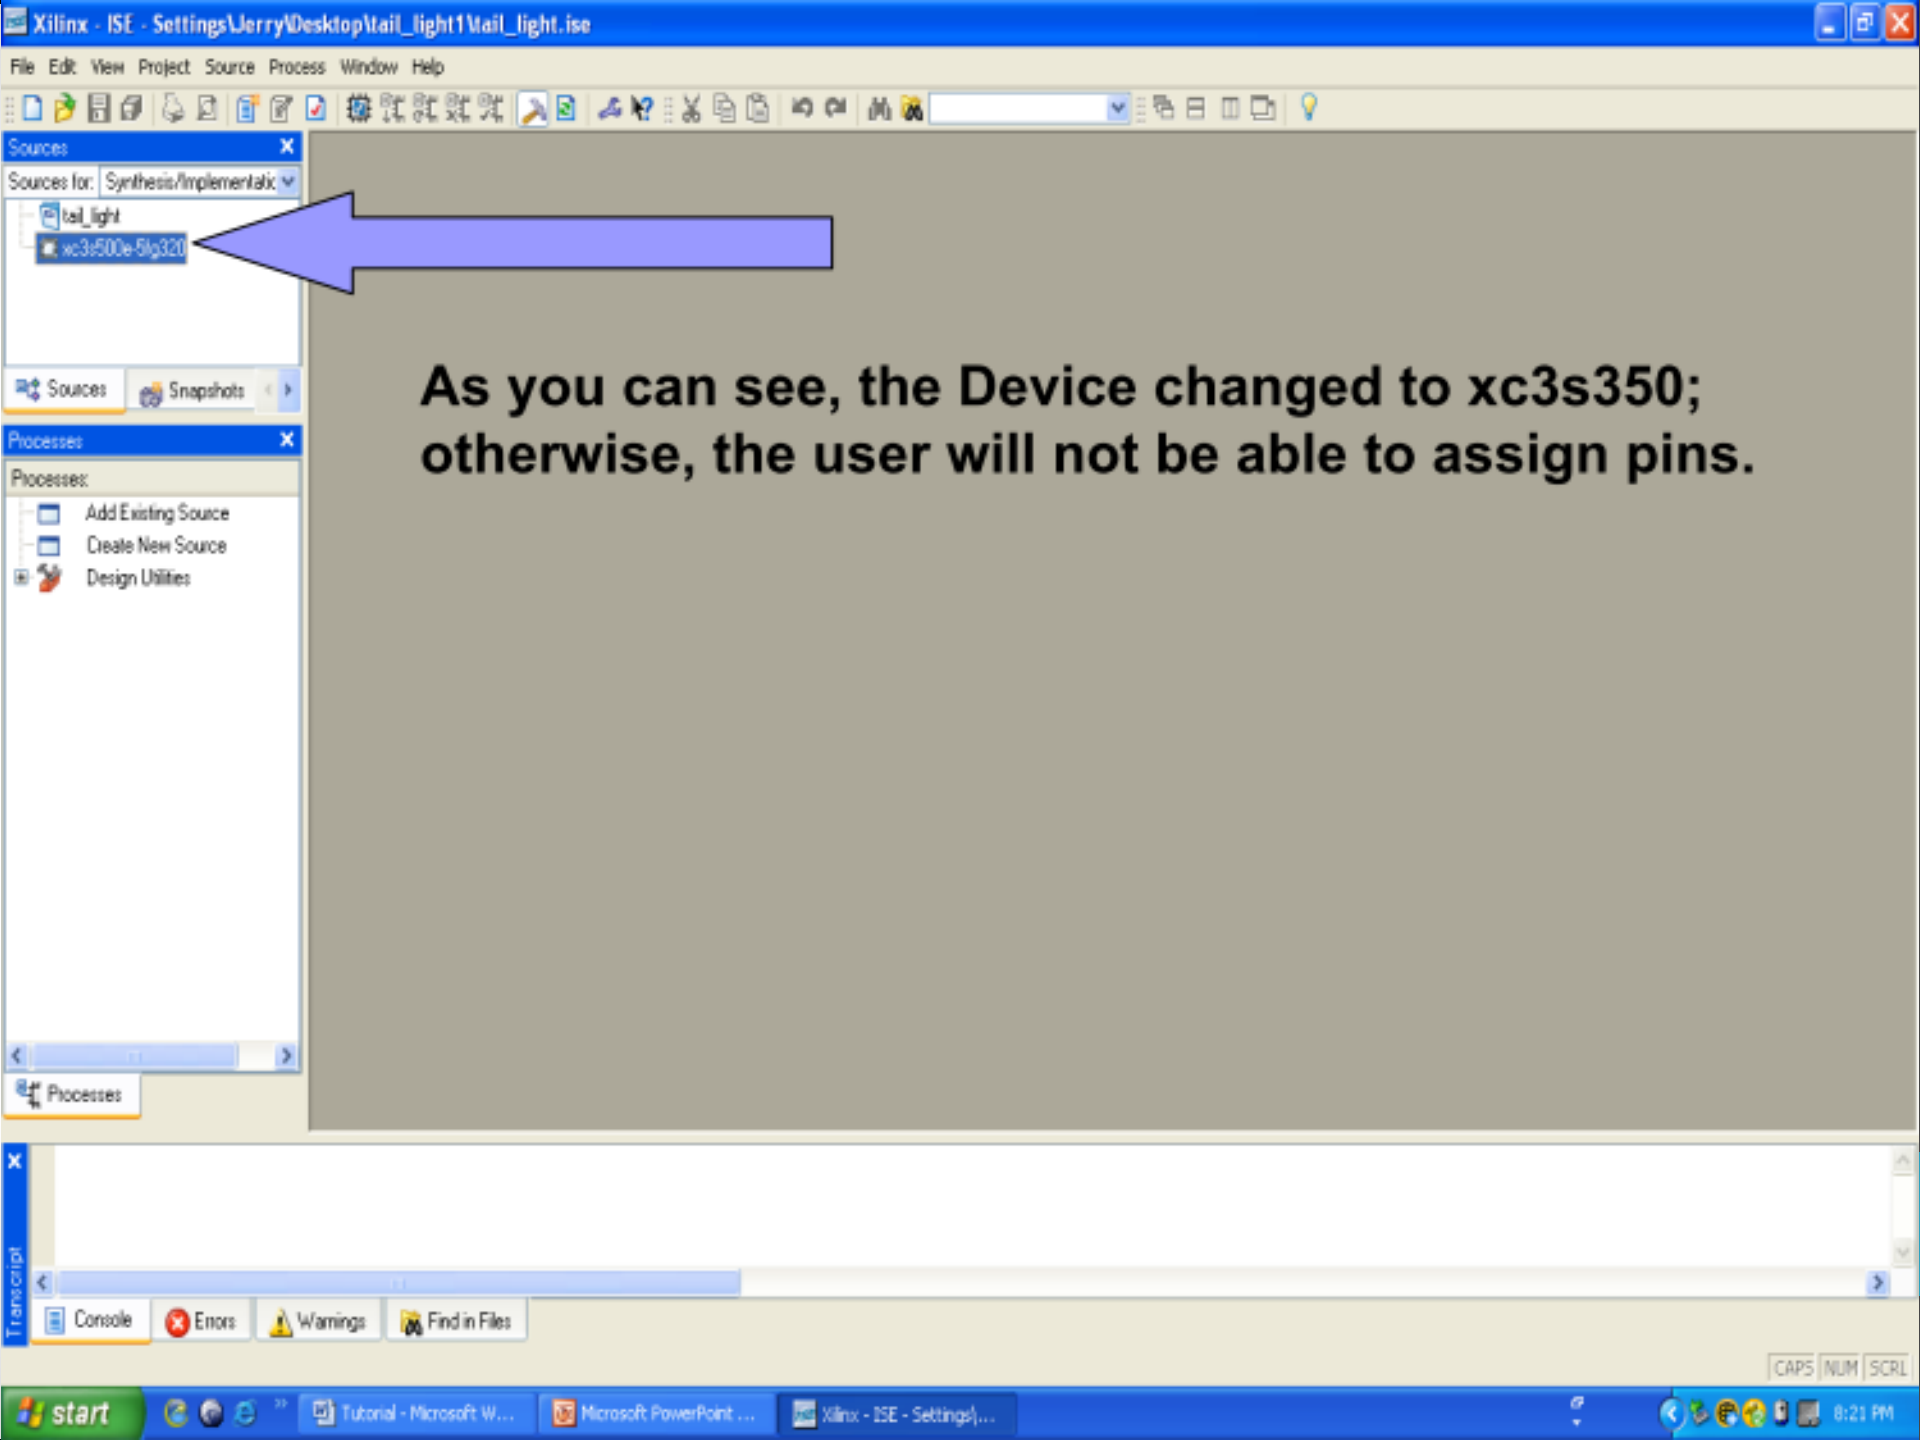 Xilinx - ISE - Settings\Jerry\Desktop\tail_light1\tail_light.ise
File Edit View Project Source Process Window Help
Sources
Sources for: Synthesis/Implementatic
tail_light
xc3s500e-5fg320
Sources Snapshots
As you can see, the Device changed to xc3s350;
otherwise, the user will not be able to assign pins.
Processes
Processes:
Add Existing Source
Create New Source
Design Utilities
Processes
Transcript
Console Errors Warnings Find in Files
CAPS NUM SCRL
start Tutorial - Microsoft W... Microsoft PowerPoint ... Xilinx - ISE - Settings\... 8:21 PM